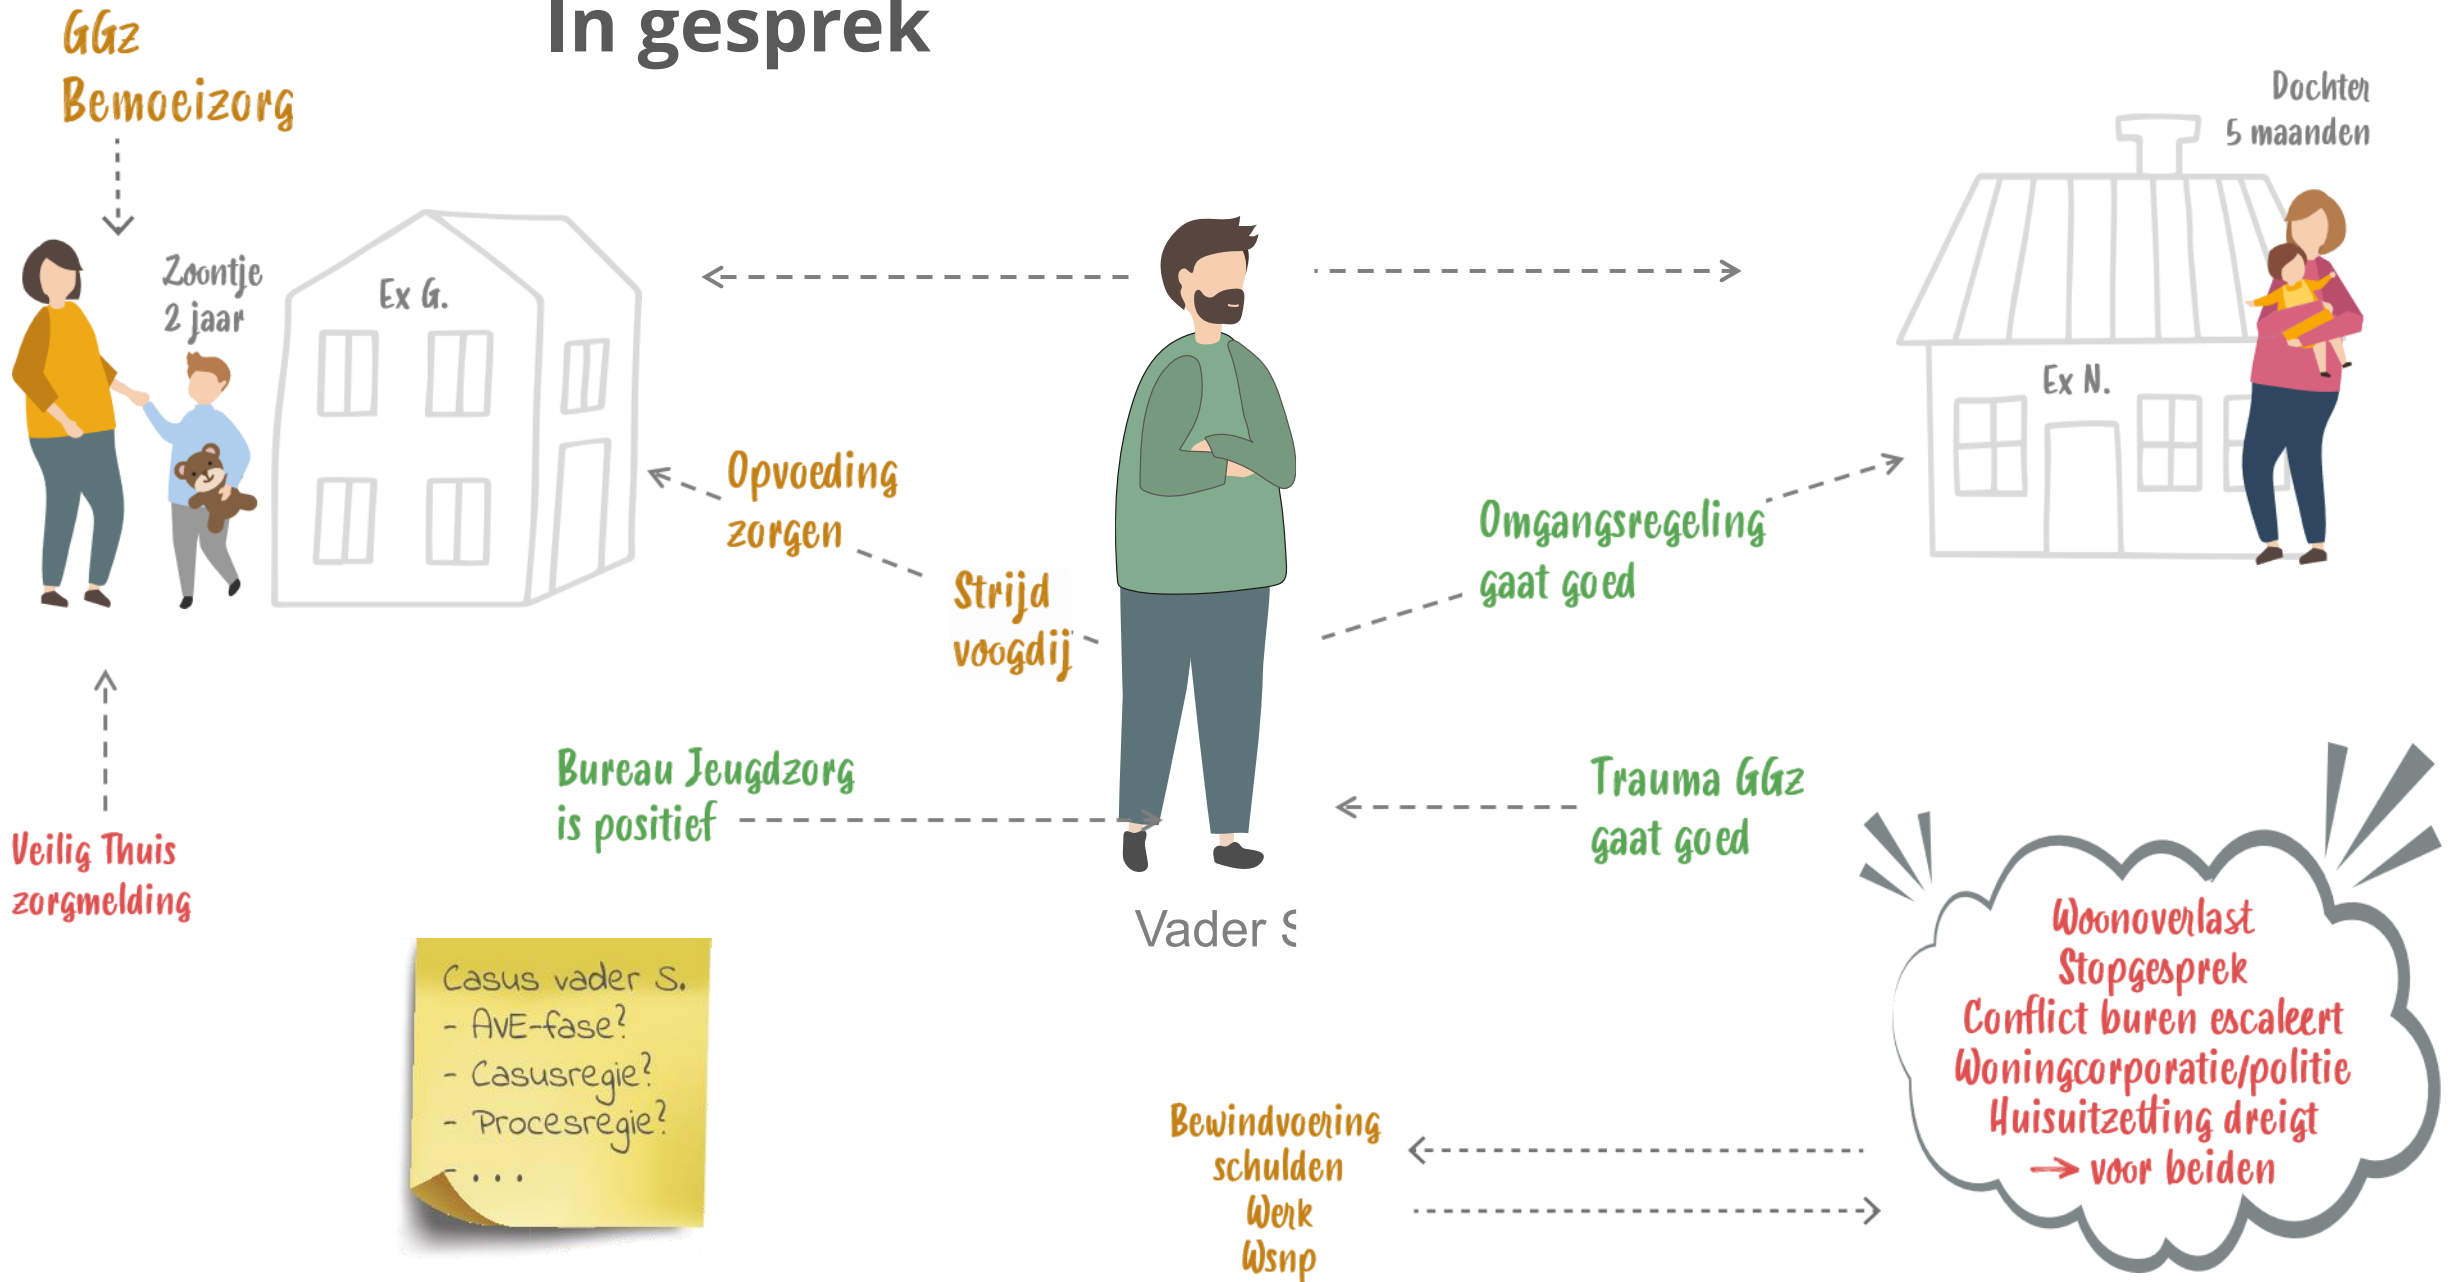 In gesprek
GGz
Bemoeizorg
Dochter
5 maanden
Zoontje
2 jaar
Ex G.
Ex N.
Opvoeding
zorgen
Strijd
voogdij
Omgangsregeling
gaat goed
Bureau Jeugdzorg
is positief
Trauma GGz
gaat goed
Veilig Thuis
zorgmelding
Vader S
Casus vader S.
- AvE-fase?
- Casusregie?
- Procesregie?
- ...
Woonoverlast
Stopgesprek
Conflict buren escaleert
Woningcorporatie/politie
Huisuitzetting dreigt
→ voor beiden
Bewindvoering
schulden
Werk
Wsnp